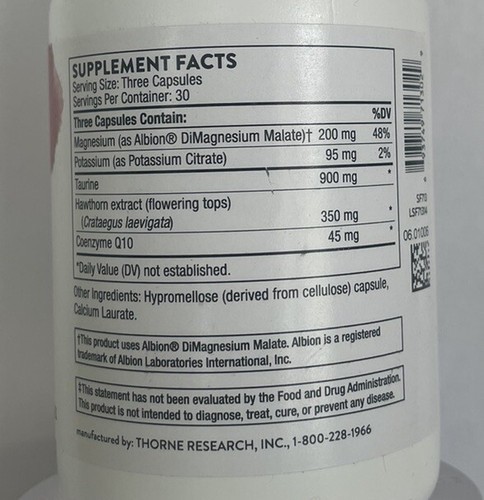 SUPPLEMENT FACTS
Serving Size: Three Capsules
Servings Per Container: 30
Three Capsules Contain: %DV
Magnesium (as Albion® DiMagnesium Malate)† 200 mg 48%
Potassium (as Potassium Citrate) 95 mg 2%
Taurine 900 mg *
Hawthorn extract (flowering tops)
(Crataegus laevigata) 350 mg *
Coenzyme Q10 45 mg *
*Daily Value (DV) not established.
Other Ingredients: Hypromellose (derived from cellulose) capsule,
Calcium Laurate.
†This product uses Albion® DiMagnesium Malate. Albion is a registered
trademark of Albion Laboratories International, Inc.
‡This statement has not been evaluated by the Food and Drug Administration.
This product is not intended to diagnose, treat, cure, or prevent any disease.
manufactured by: THORNE RESEARCH, INC., 1-800-228-1966